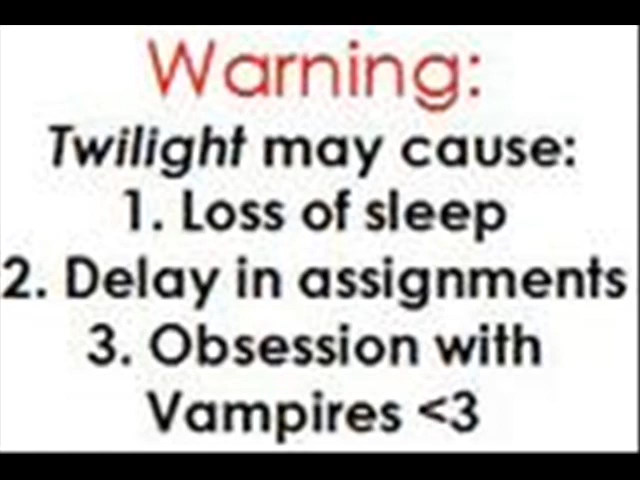 Warning:
Twilight may cause:
1. Loss of sleep
2. Delay in assignments
3. Obsession with
Vampires <3